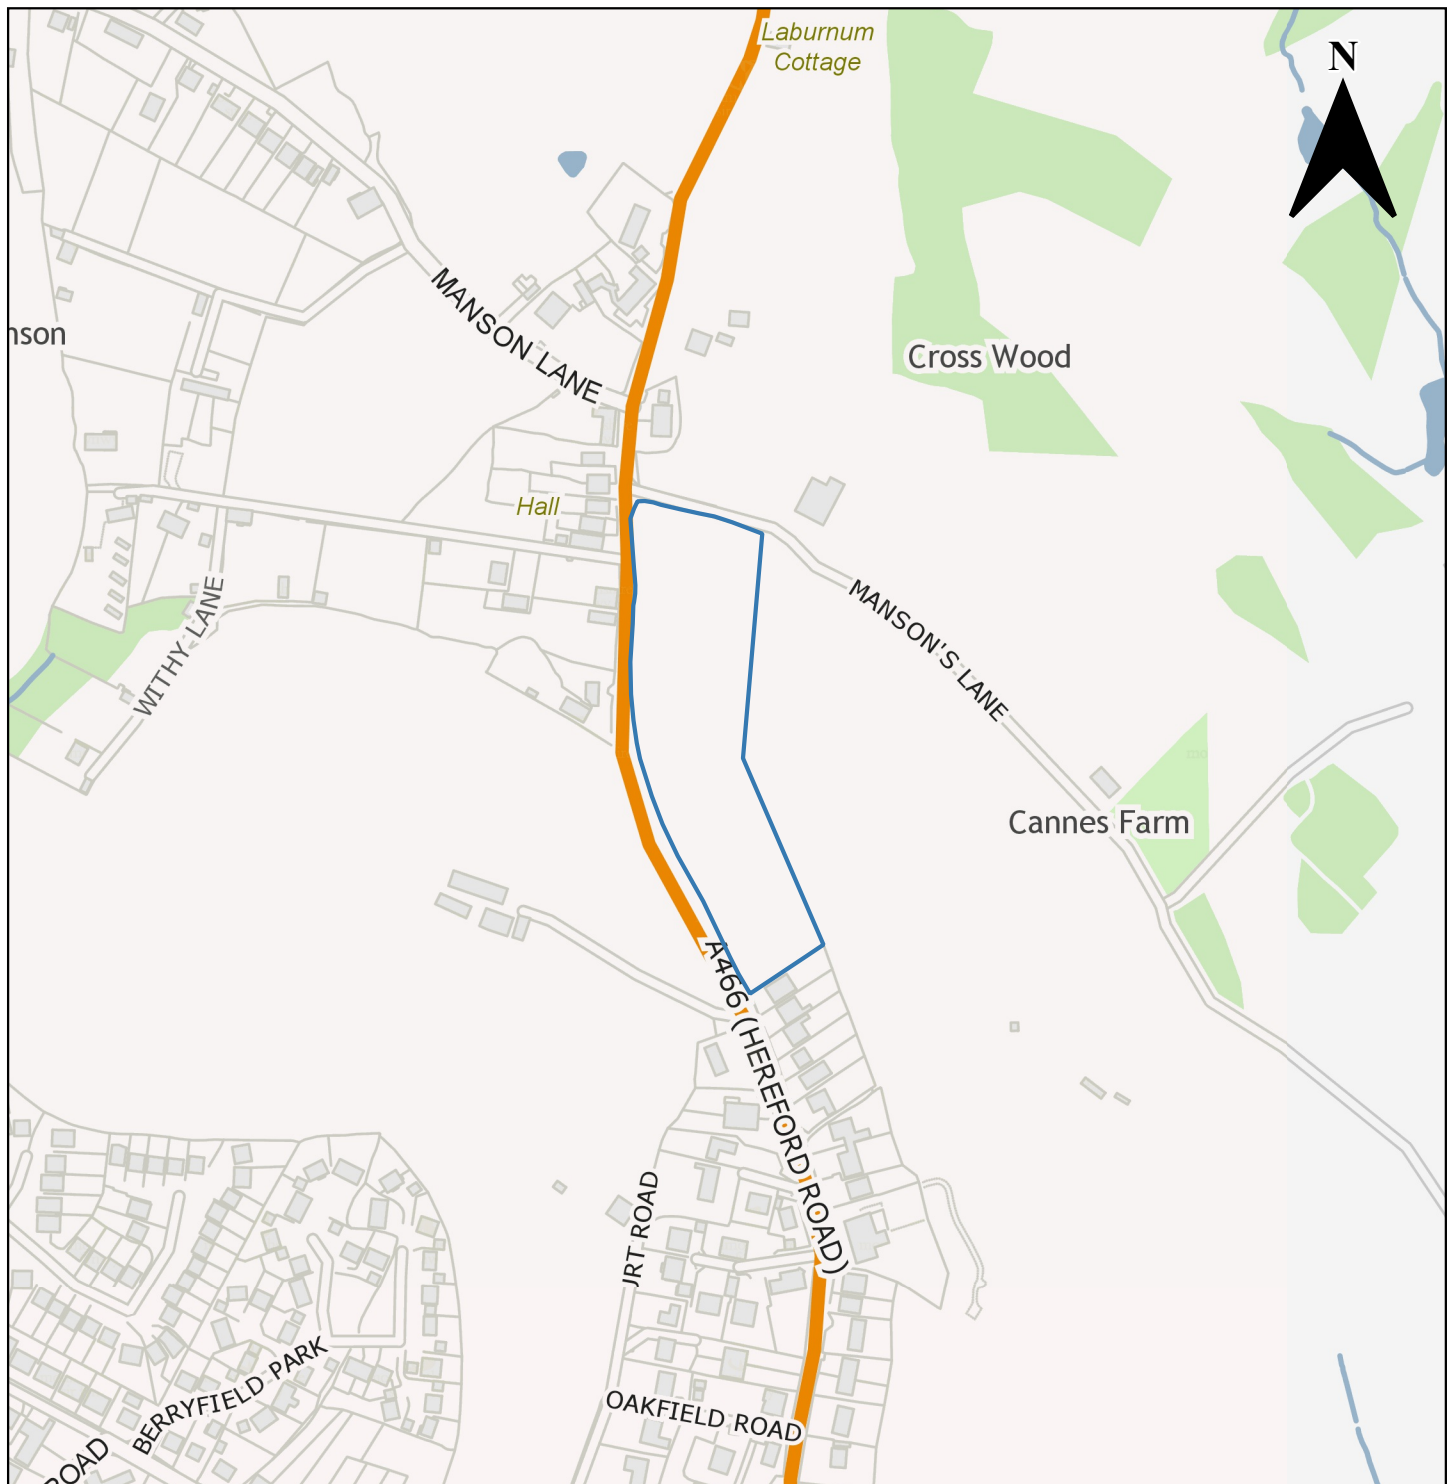 Laburnum
Cottage
N
MANSON LANE
nson
Cross Wood
Hall
WITHY LANE
MANSON'S LANE
Cannes Farm
A466 (HEREFORD ROAD)
URT ROAD
BERRYFIELD PARK
OAKFIELD ROAD
ROAD